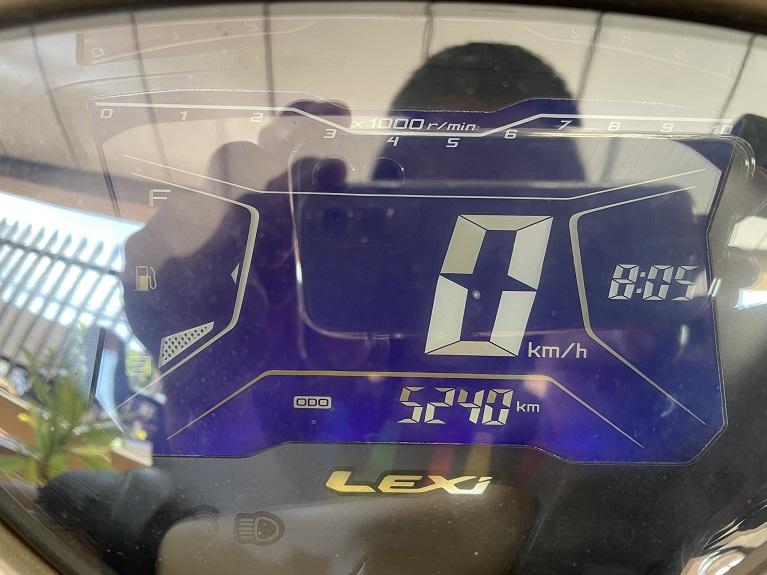 0 1 2 3 4 5 6 7 8 9 10
x1000 r/min
F
8:05
0 km/h
E
ODO 5240 km
LEXi